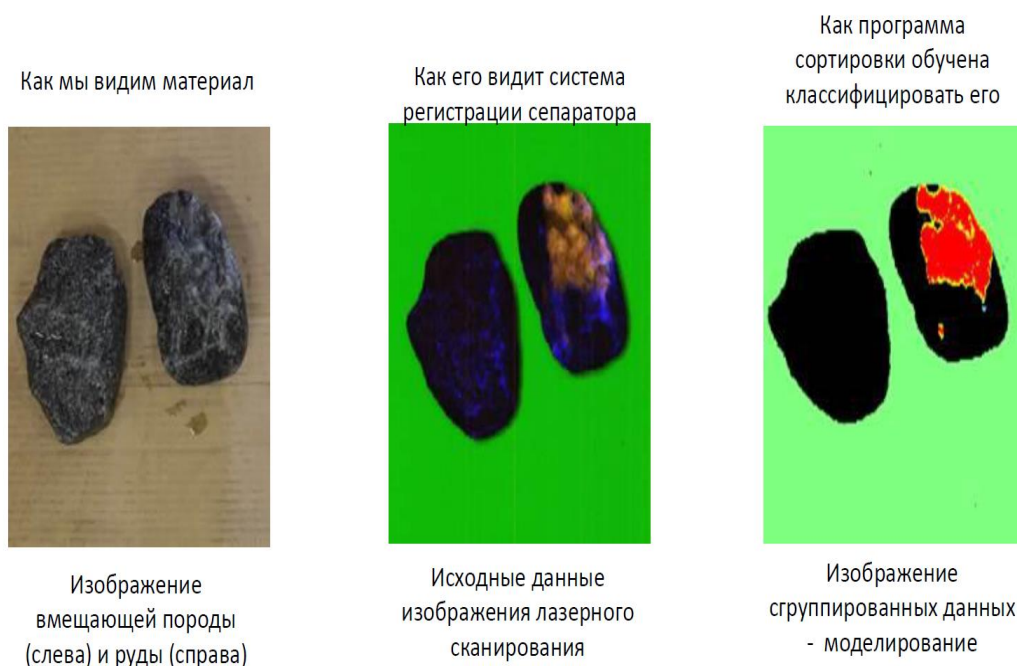 Как мы видим материал
Как его видит система
регистрации сепаратора
Как программа
сортировки обучена
классифицировать его
Изображение
вмещающей породы
(слева) и руды (справа)
Исходные данные
изображения лазерного
сканирования
Изображение
сгруппированных данных
- моделирование